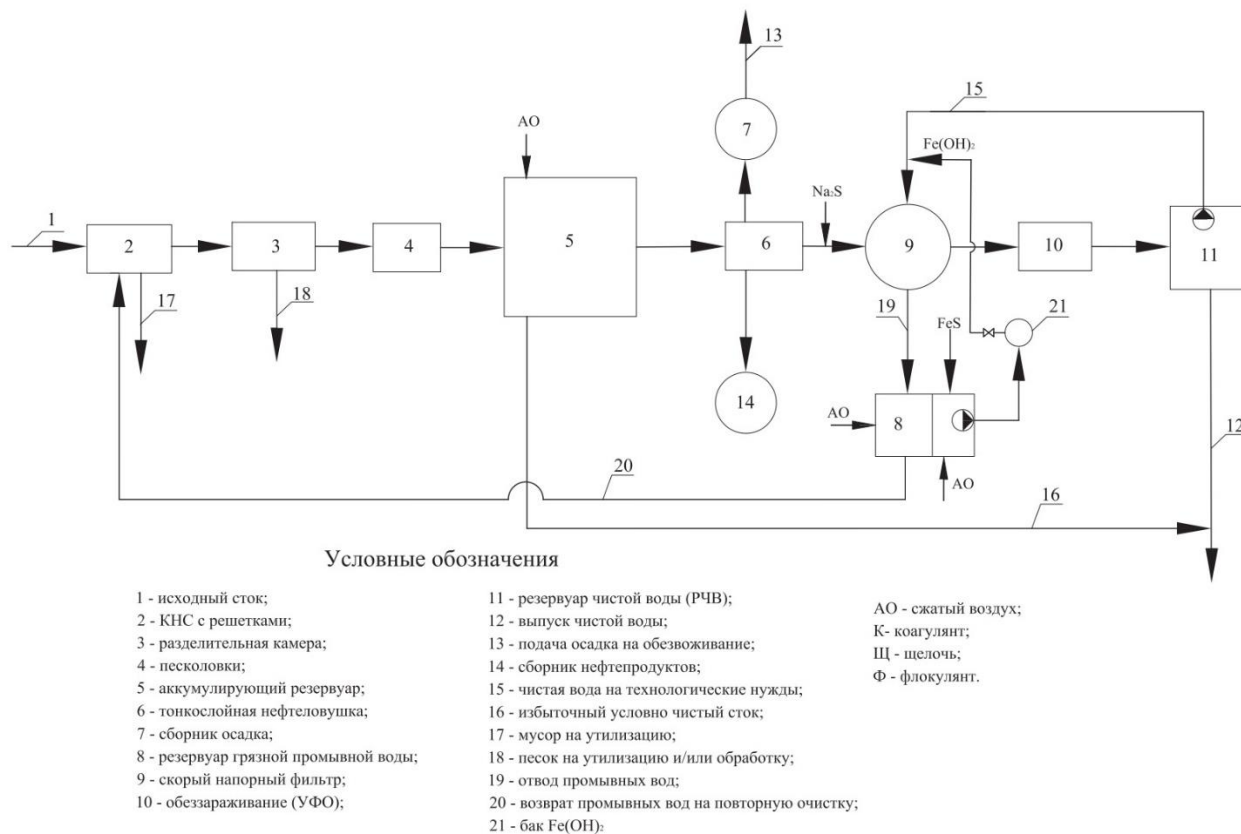 13
15
7
АО
Fe(OH)₂
Na₂S
1
2
3
4
5
6
9
10
11
17
18
19
FeS
21
14
АО
8
12
20
АО
16
Условные обозначения
1 - исходный сток;
2 - КНС с решетками;
3 - разделительная камера;
4 - песколовки;
5 - аккумулирующий резервуар;
6 - тонкослойная нефтеловушка;
7 - сборник осадка;
8 - резервуар грязной промывной воды;
9 - скорый напорный фильтр;
10 - обеззараживание (УФО);
11 - резервуар чистой воды (РЧВ);
12 - выпуск чистой воды;
13 - подача осадка на обезвоживание;
14 - сборник нефтепродуктов;
15 - чистая вода на технологические нужды;
16 - избыточный условно чистый сток;
17 - мусор на утилизацию;
18 - песок на утилизацию и/или обработку;
19 - отвод промывных вод;
20 - возврат промывных вод на повторную очистку;
21 - бак Fe(OH)₂
АО - сжатый воздух;
К- коагулянт;
Щ - щелочь;
Ф - флокулянт.